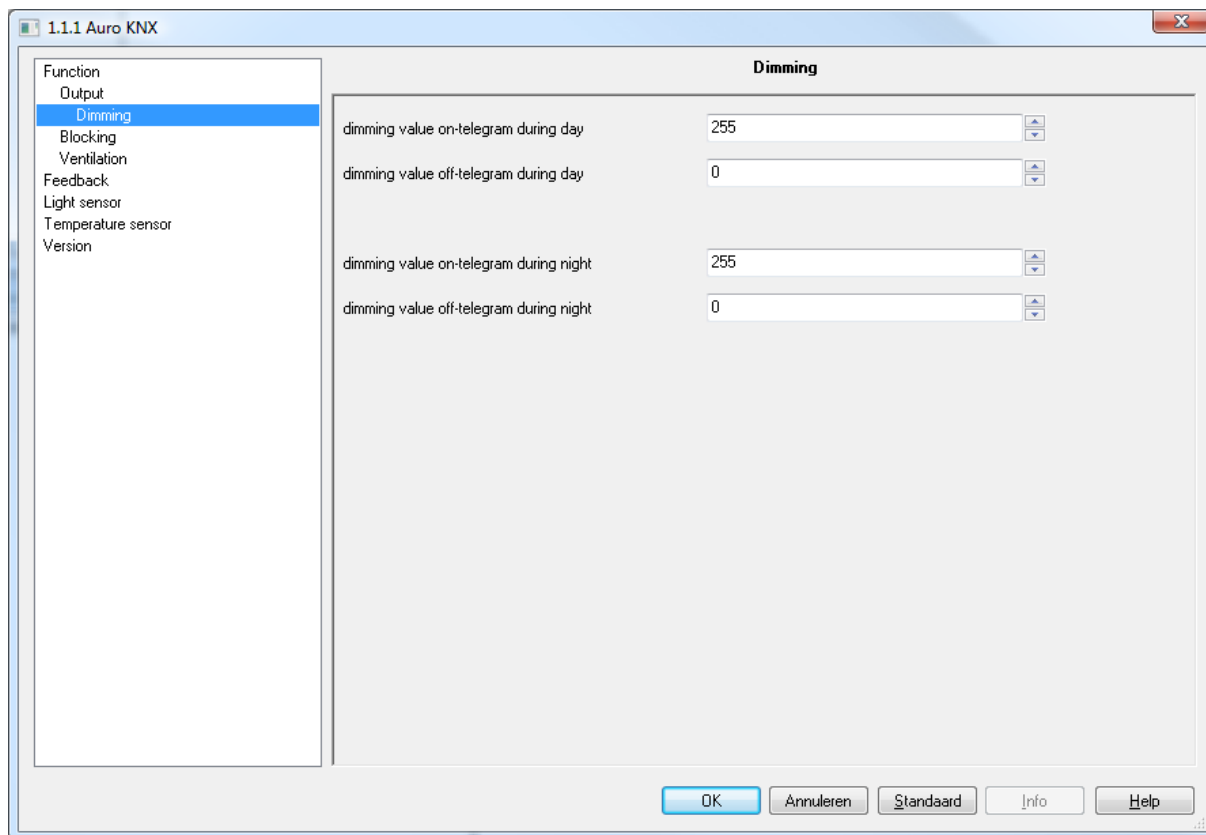 1.1.1 Auro KNX
Function
Output
Dimming
Blocking
Ventilation
Feedback
Light sensor
Temperature sensor
Version
Dimming
dimming value on-telegram during day 255
dimming value off-telegram during day 0
dimming value on-telegram during night 255
dimming value off-telegram during night 0
OK Annuleren Standaard Info Help